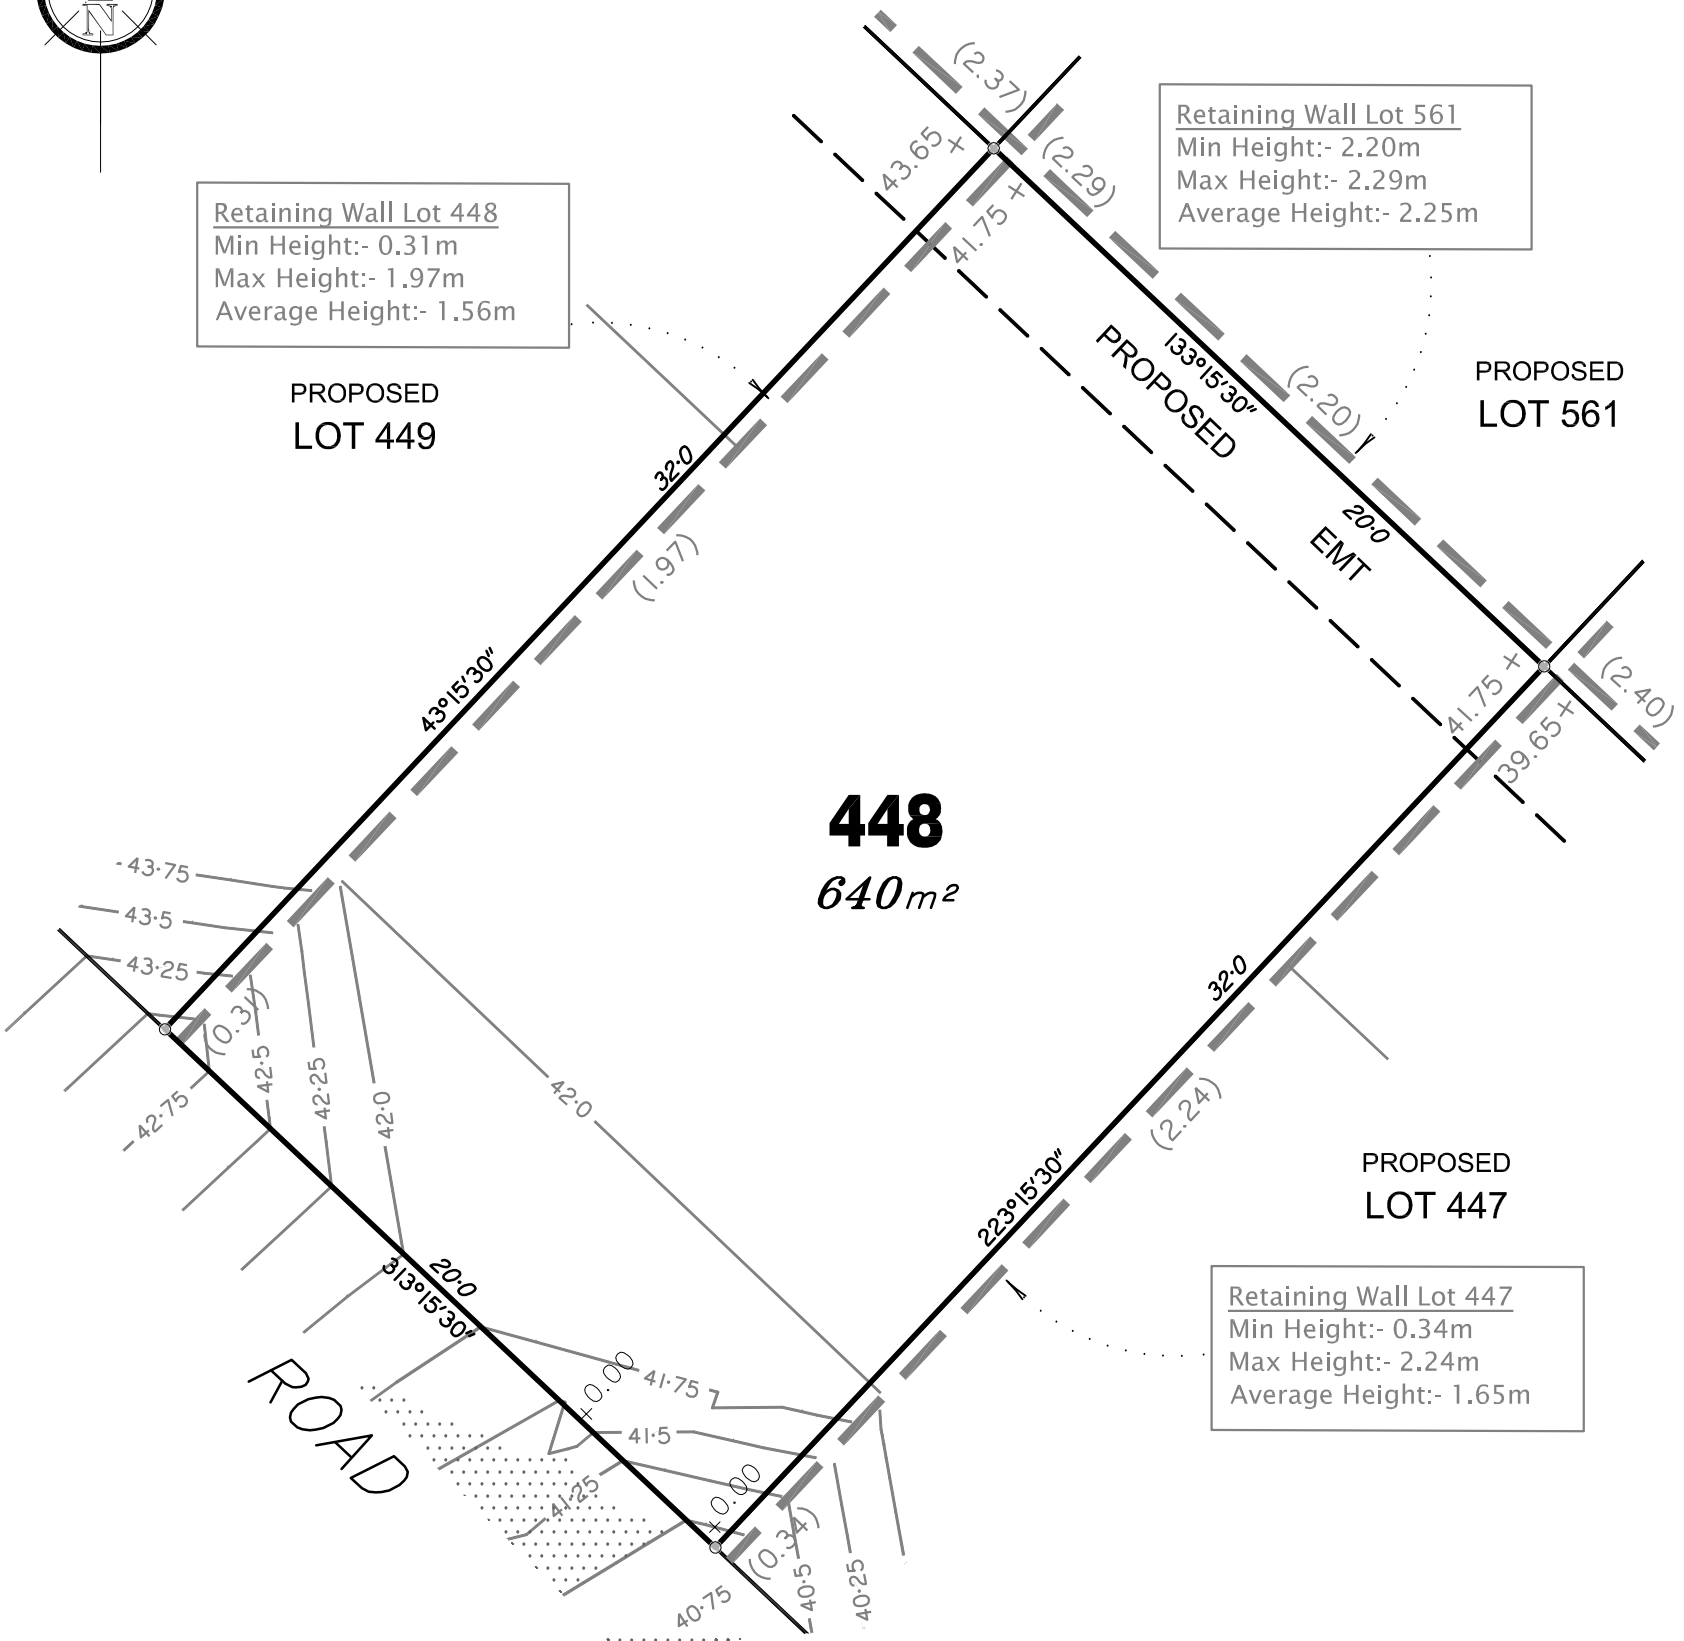 N
(2.37)
43.65
(2.29)
41.75
Retaining Wall Lot 561
Min Height:- 2.20m
Max Height:- 2.29m
Average Height:- 2.25m
Retaining Wall Lot 448
Min Height:- 0.31m
Max Height:- 1.97m
Average Height:- 1.56m
PROPOSED
LOT 449
133°15'30"
PROPOSED
EMT
20·0
(2.20)
PROPOSED
LOT 561
32·0
(1.97)
43°15'30"
41.75
39.65
(2.40)
448
640m²
43·75
43·5
43·25
(0.31)
42·75
42·5
42·25
42·0
42·0
32·0
(2.24)
223°15'30"
PROPOSED
LOT 447
20·0
313°15'30"
ROAD
Retaining Wall Lot 447
Min Height:- 0.34m
Max Height:- 2.24m
Average Height:- 1.65m
0.00
41·75
41·5
41·25
0.00
(0.34)
40·75
40·5
40·25